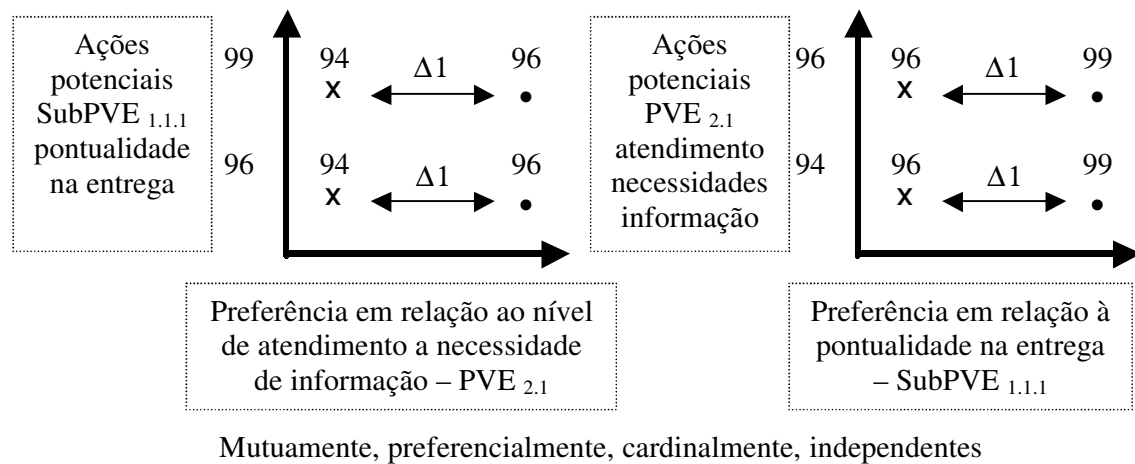 Ações
potenciais
SubPVE 1.1.1
pontualidade
na entrega
99
94
Δ1
96
x
•
96
94
Δ1
96
x
•
Preferência em relação ao nível
de atendimento a necessidade
de informação – PVE 2.1
Ações
potenciais
PVE 2.1
atendimento
necessidades
informação
96
96
Δ1
99
x
•
94
96
Δ1
99
x
•
Preferência em relação à
pontualidade na entrega
– SubPVE 1.1.1
Mutuamente, preferencialmente, cardinalmente, independentes